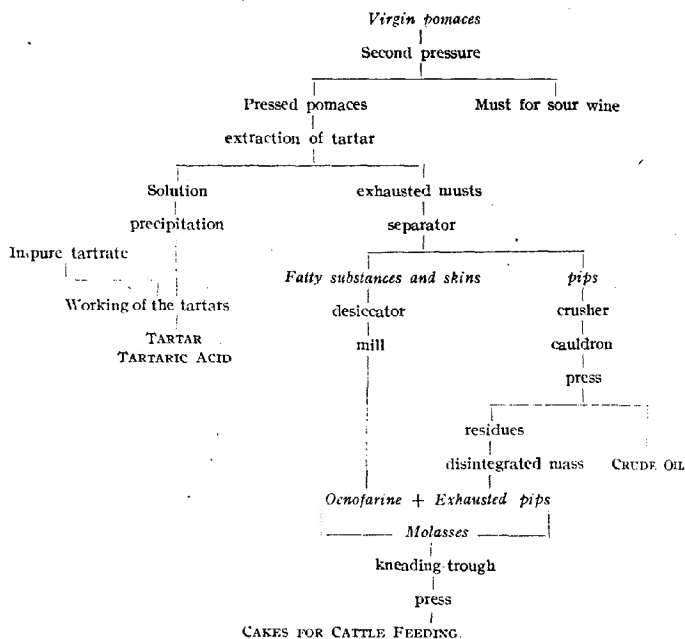 Virgin pomaces
Second pressure
Pressed pomaces Must for sour wine
extraction of tartar
Solution exhausted musts
precipitation separator
Impure tartrate
Fatty substances and skins pips
Working of the tartars desiccator crusher
TARTAR mill cauldron
TARTARIC ACID
press
residues
disintegrated mass CRUDE OIL
Ocnofarine + Exhausted pips
Molasses
kneading trough
press
CAKES FOR CATTLE FEEDING.